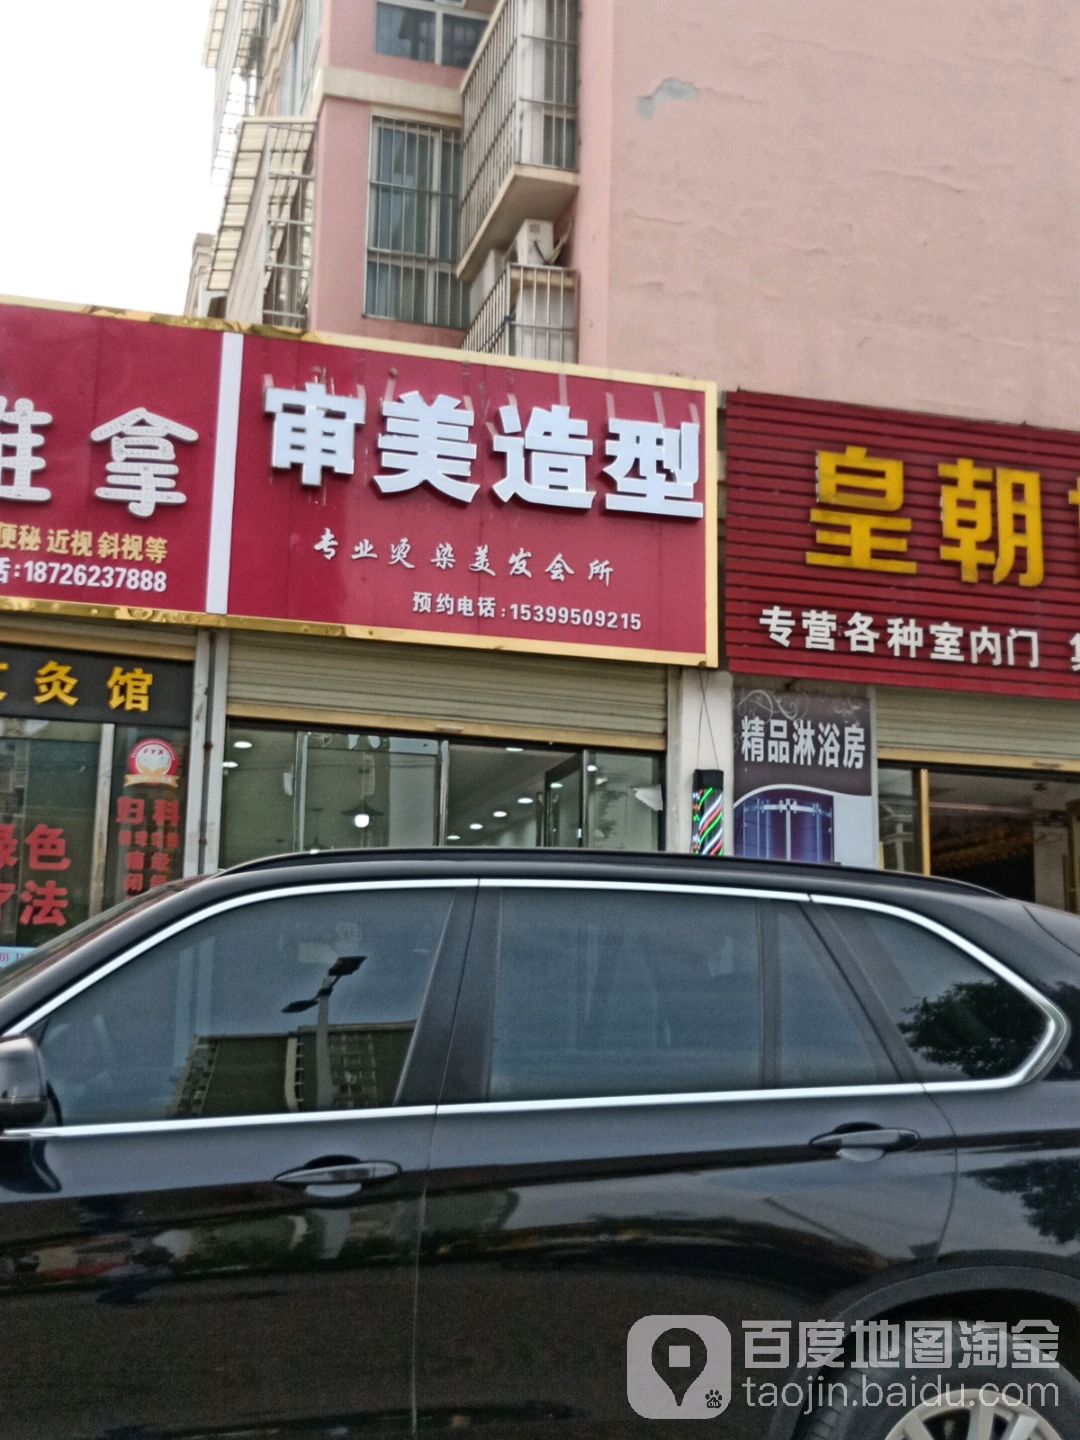 推拿
便秘 近视 斜视等
话:18726237888
审美造型
专业烫染美发会所
预约电话:15399509215
皇朝
专营各种室内门
灸馆
精品淋浴房
妇科
绿色
疗法
百度地图淘金
taojin.baidu.com